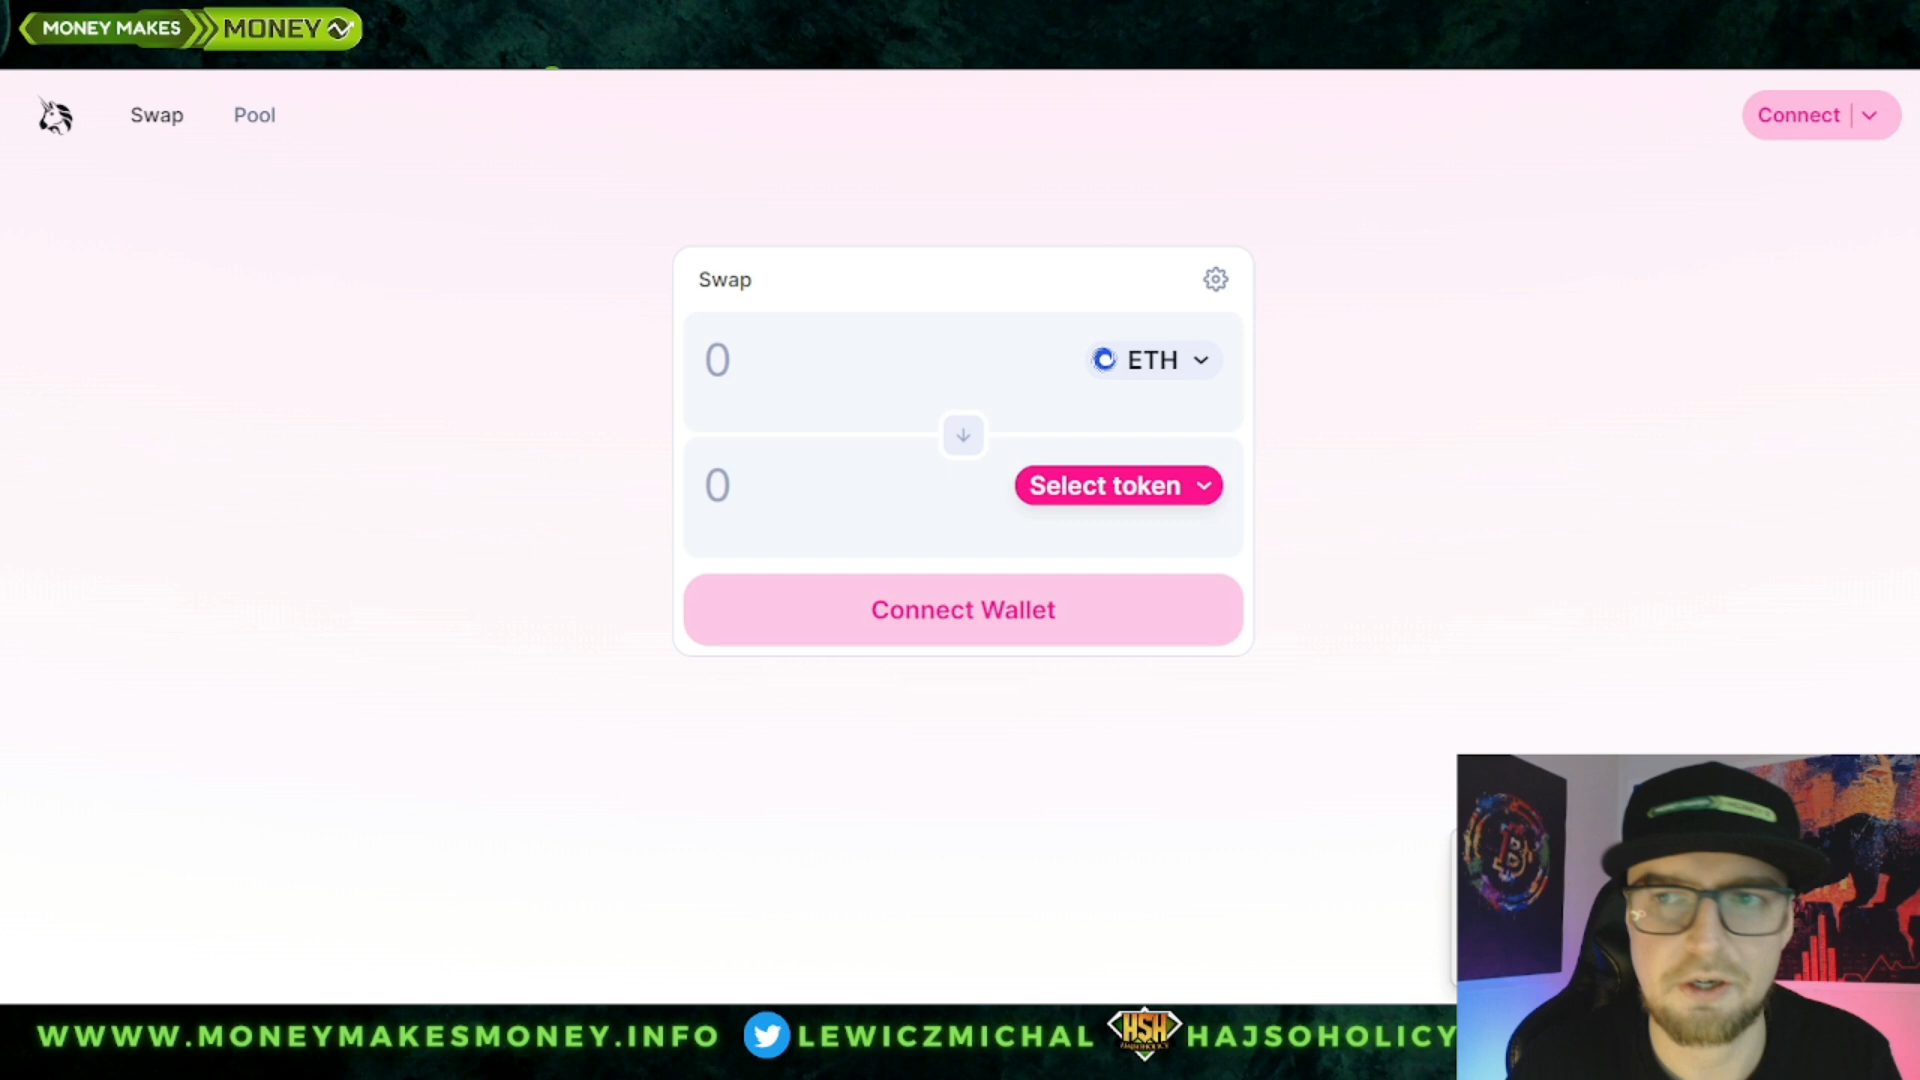 MONEY MAKES MONEY
Swap
Pool
Connect
Swap
0
ETH
0
Select token
Connect Wallet
WWWW.MONEYMAKESMONEY.INFO
LEWICZMICHAL
HSH
HAJSOHOLICY